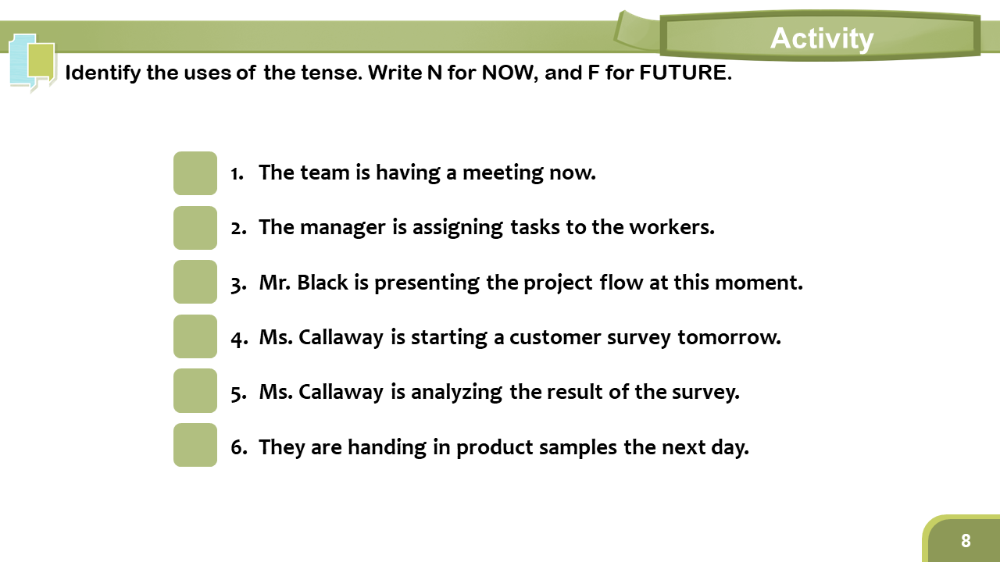 Activity
Identify the uses of the tense. Write N for NOW, and F for FUTURE.
1. The team is having a meeting now.
2. The manager is assigning tasks to the workers.
3. Mr. Black is presenting the project flow at this moment.
4. Ms. Callaway is starting a customer survey tomorrow.
5. Ms. Callaway is analyzing the result of the survey.
6. They are handing in product samples the next day.
8